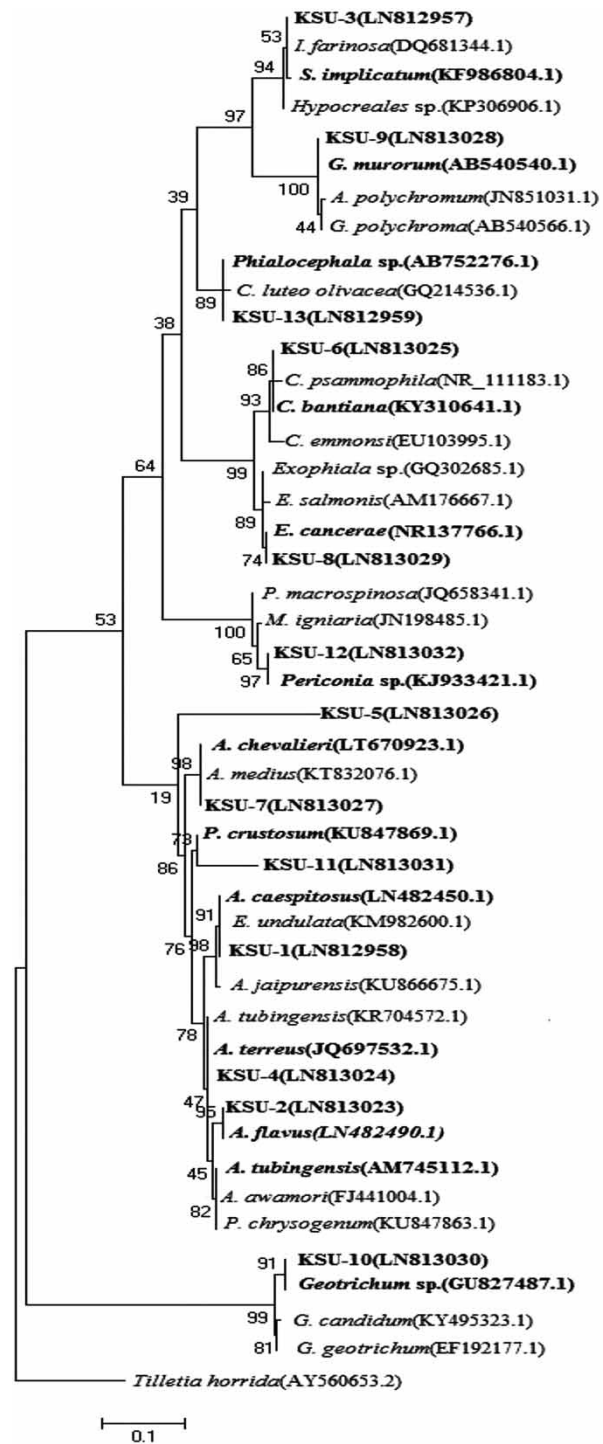 KSU-3(LN812957)
53
I. farinosa(DQ681344.1)
94
S. implicatum(KF986804.1)
Hypocreales sp.(KP306906.1)
97
KSU-9(LN813028)
G. murorum(AB540540.1)
100
A. polychromum(JN851031.1)
39
44
G. polychroma(AB540566.1)
Phialocephala sp.(AB752276.1)
C. luteo olivacea(GQ214536.1)
89
KSU-13(LN812959)
38
KSU-6(LN813025)
86
C. psammophila(NR_111183.1)
93
C. bantiana(KY310641.1)
C. emmonsi(EU103995.1)
64
99
Exophiala sp.(GQ302685.1)
E. salmonis(AM176667.1)
89
E. cancerae(NR137766.1)
74
KSU-8(LN813029)
P. macrospinosa(JQ658341.1)
53
M. igniaria(JN198485.1)
100
KSU-12(LN813032)
65
97
Periconia sp.(KJ933421.1)
KSU-5(LN813026)
A. chevalieri(LT670923.1)
98
A. medius(KT832076.1)
19
KSU-7(LN813027)
73
P. crustosum(KU847869.1)
86
KSU-11(LN813031)
A. caespitosus(LN482450.1)
91
E. undulata(KM982600.1)
76
98
KSU-1(LN812958)
A. jaipurensis(KU866675.1)
A. tubingensis(KR704572.1)
78
A. terreus(JQ697532.1)
KSU-4(LN813024)
47
95
KSU-2(LN813023)
A. flavus(LN482490.1)
45
A. tubingensis(AM745112.1)
A. awamori(FJ441004.1)
82
P. chrysogenum(KU847863.1)
91
KSU-10(LN813030)
Geotrichum sp.(GU827487.1)
99
G. candidum(KY495323.1)
81
G. geotrichum(EF192177.1)
Tilletia horrida(AY560653.2)
0.1